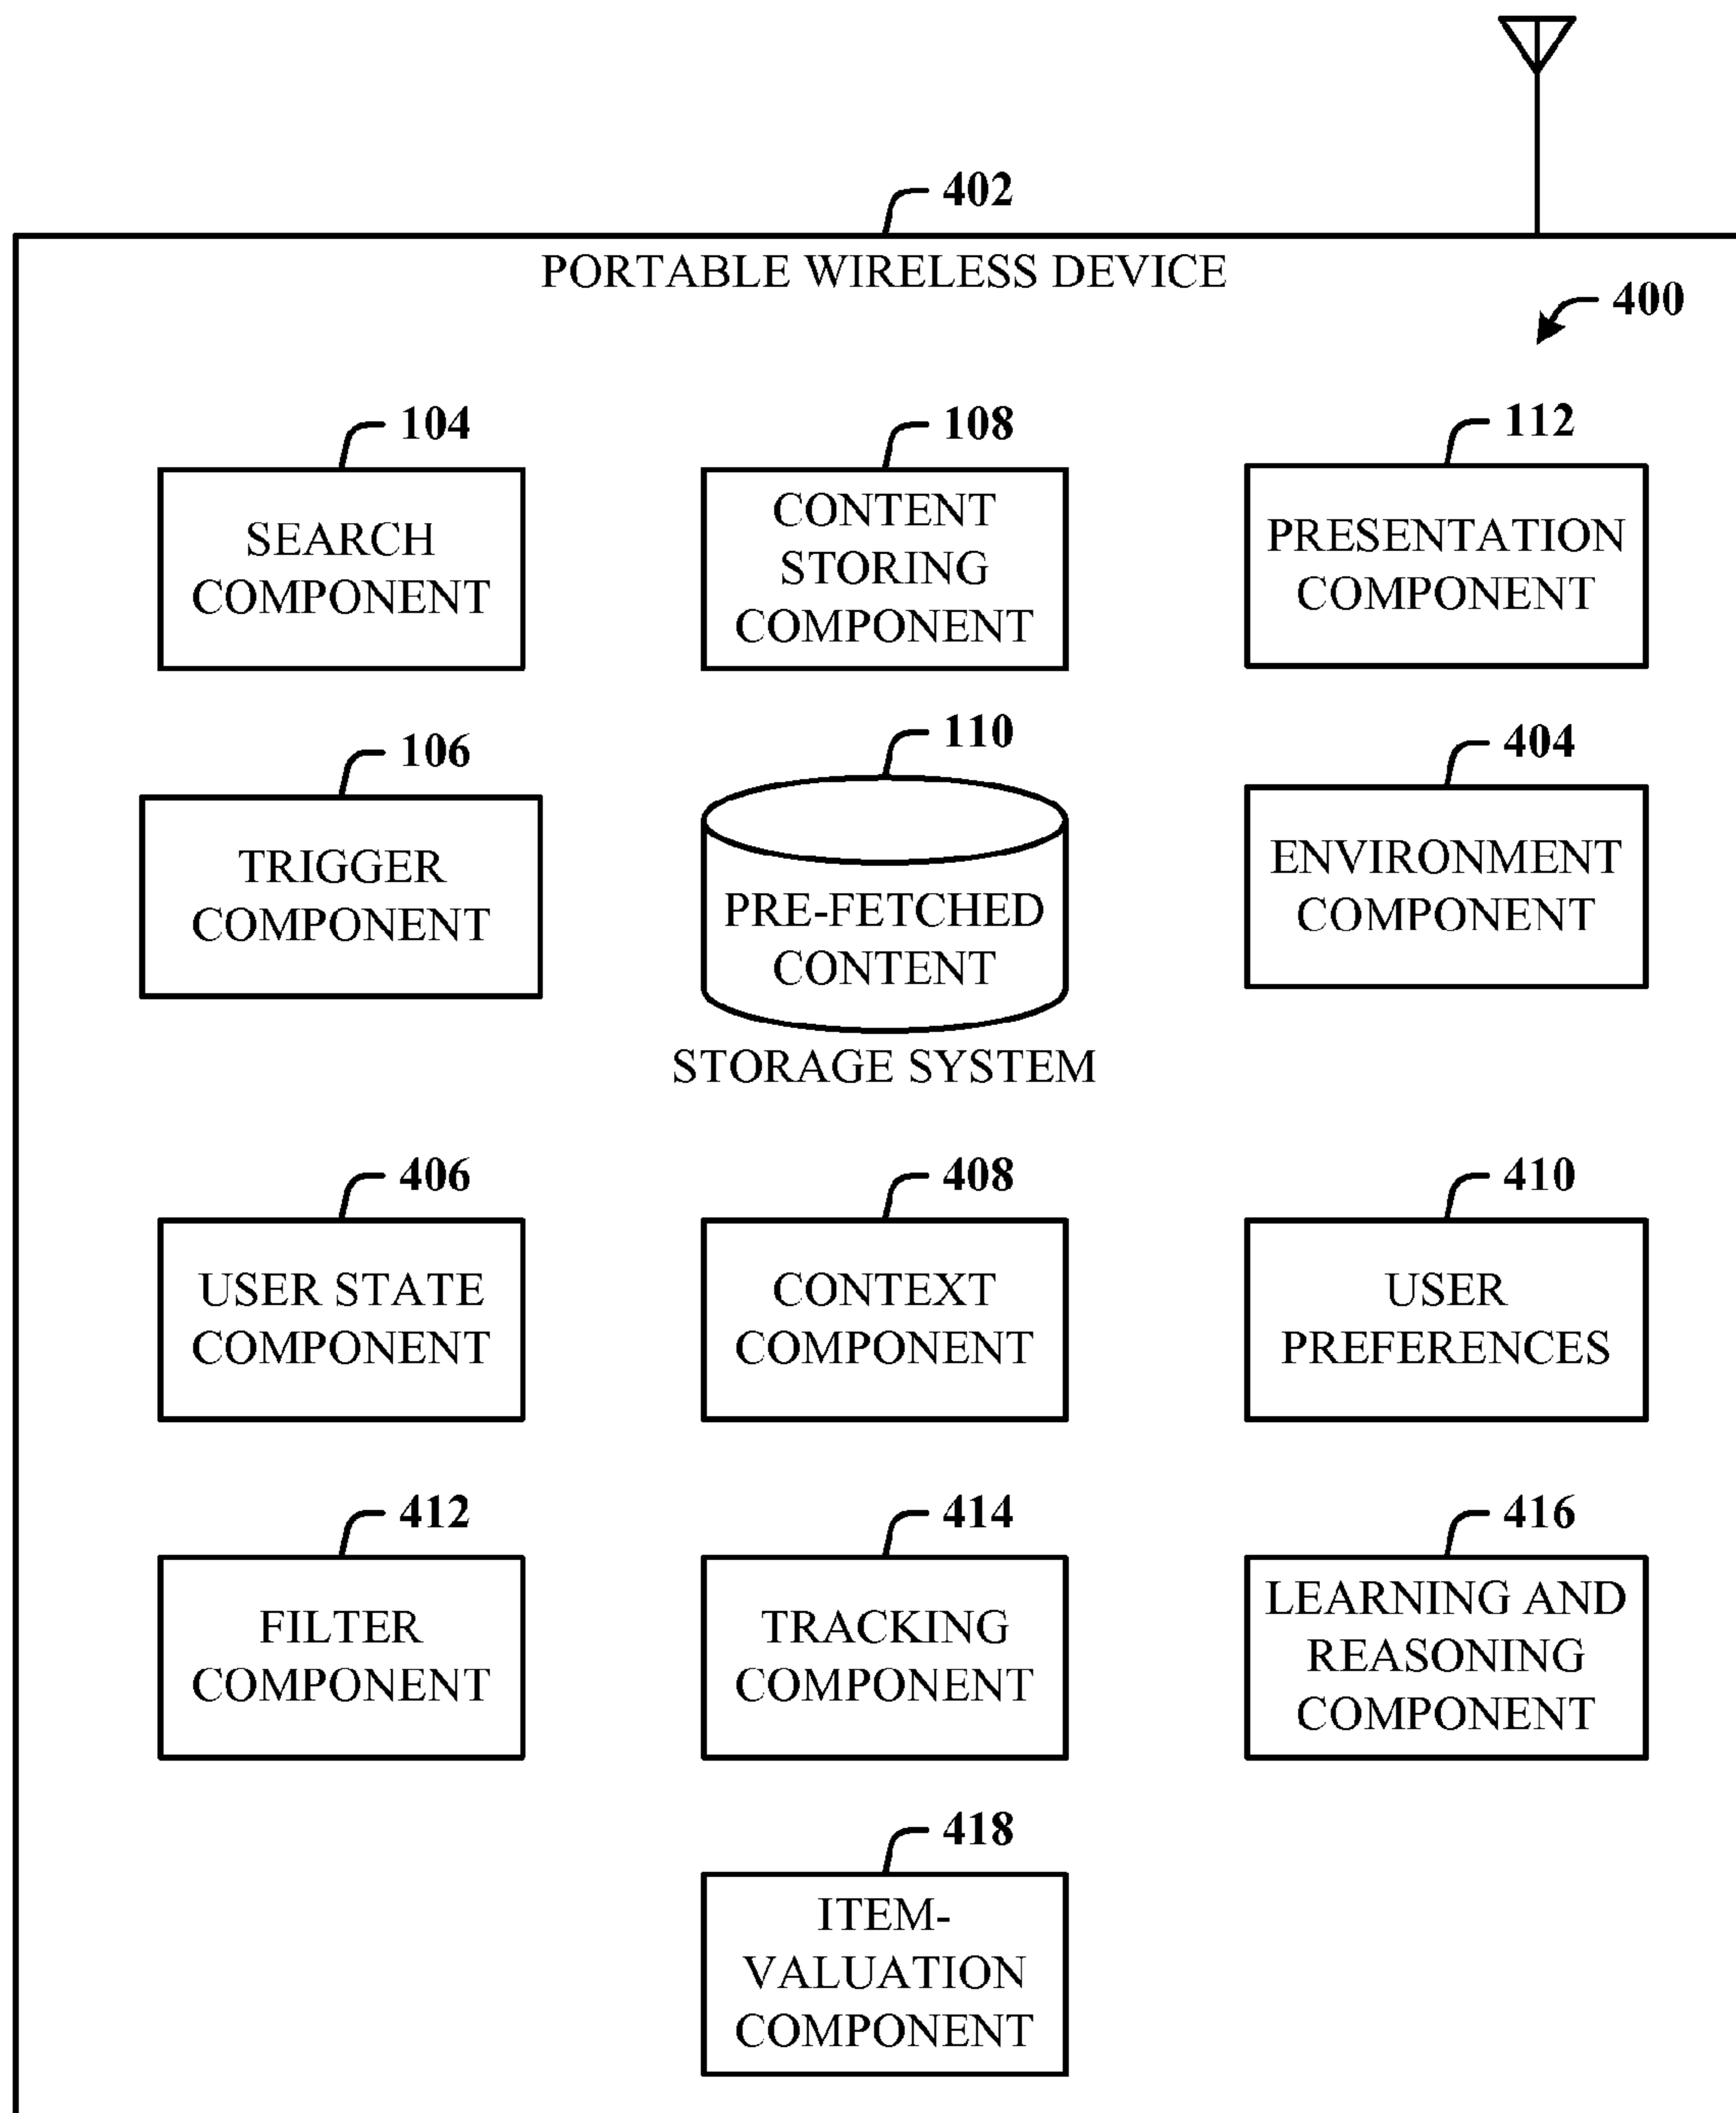 402
PORTABLE WIRELESS DEVICE
400
104
SEARCH
COMPONENT
108
CONTENT
STORING
COMPONENT
112
PRESENTATION
COMPONENT
106
TRIGGER
COMPONENT
110
PRE-FETCHED
CONTENT
STORAGE SYSTEM
404
ENVIRONMENT
COMPONENT
406
USER STATE
COMPONENT
408
CONTEXT
COMPONENT
410
USER
PREFERENCES
412
FILTER
COMPONENT
414
TRACKING
COMPONENT
416
LEARNING AND
REASONING
COMPONENT
418
ITEM-
VALUATION
COMPONENT